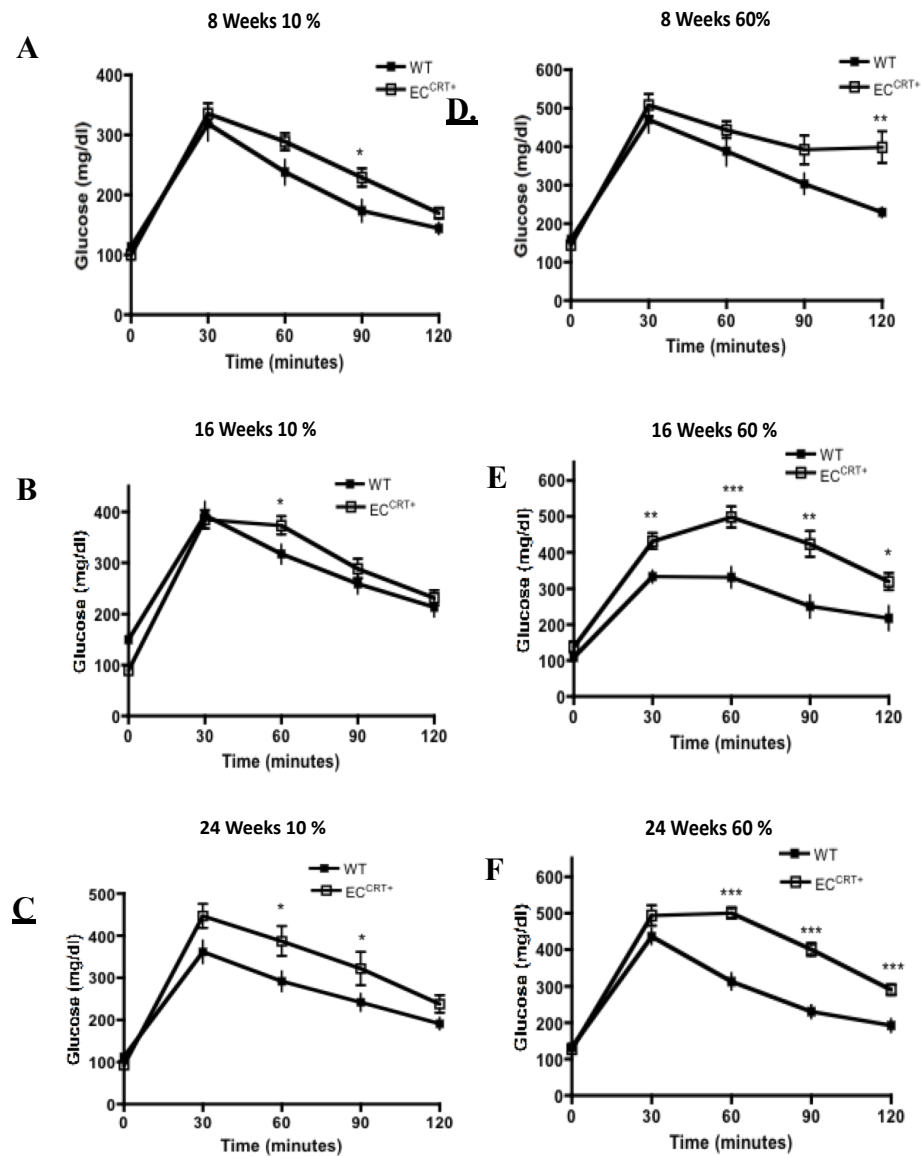 8 Weeks 10 %
A
WT
EC^CRT+
400
300
200
100
0
Glucose (mg/dl)
*
0 30 60 90 120
Time (minutes)
8 Weeks 60%
D.
WT
EC^CRT+
600
500
400
300
200
100
0
Glucose (mg/dl)
**
0 30 60 90 120
Time (minutes)
16 Weeks 10 %
B
WT
EC^CRT+
400
300
200
100
0
Glucose (mg/dl)
*
0 30 60 90 120
Time (minutes)
16 Weeks 60 %
E
WT
EC^CRT+
600
500
400
300
200
100
0
Glucose (mg/dl)
** *** ** *
0 30 60 90 120
Time (minutes)
24 Weeks 10 %
C
WT
EC^CRT+
500
400
300
200
100
0
Glucose (mg/dl)
* *
0 30 60 90 120
Time (minutes)
24 Weeks 60 %
F
WT
EC^CRT+
600
500
400
300
200
100
0
Glucose (mg/dl)
*** *** ***
0 30 60 90 120
Time (minutes)